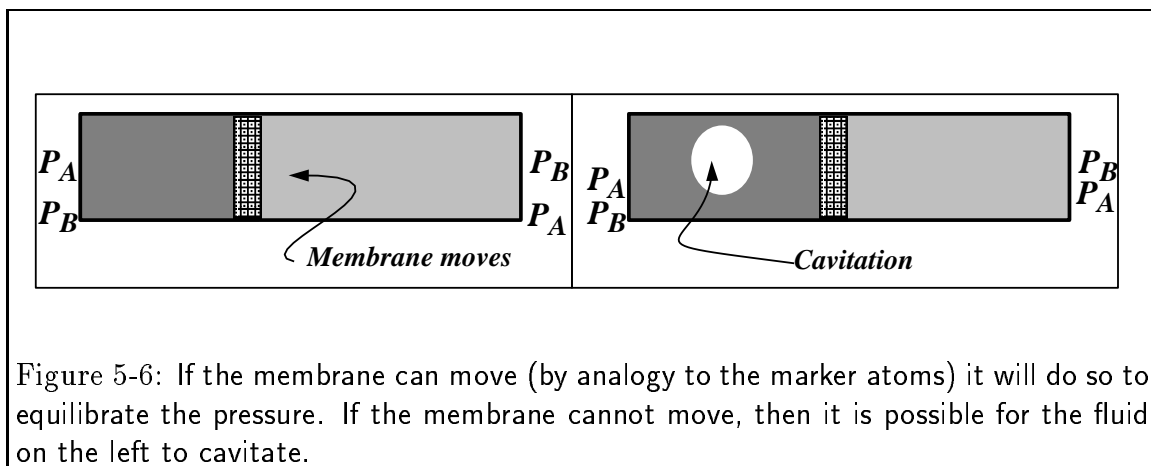 P_A
P_B
Membrane moves
P_B
P_A
P_A
P_B
Cavitation
P_B
P_A
Figure 5-6: If the membrane can move (by analogy to the marker atoms) it will do so to
equilibrate the pressure. If the membrane cannot move, then it is possible for the fluid
on the left to cavitate.